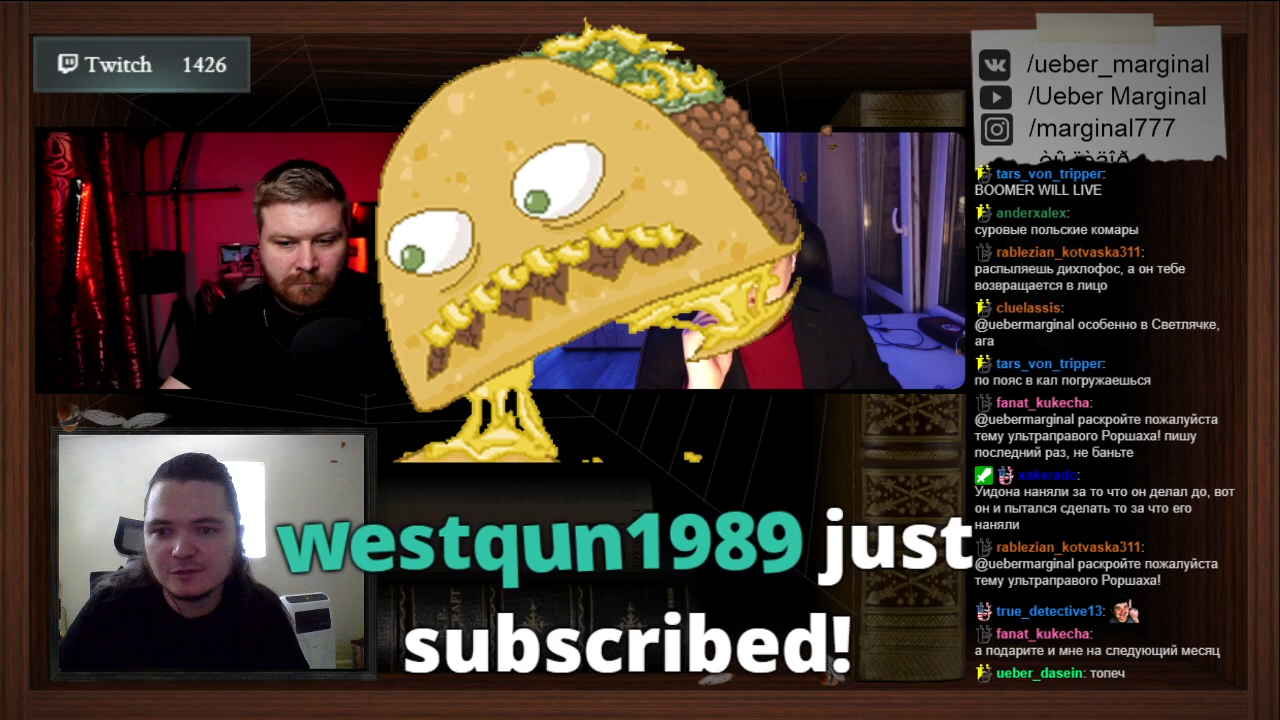 Twitch 1426
/ueber_marginal
/Ueber Marginal
/marginal777
tars_von_tripper:
BOOMER WILL LIVE
anderxalex:
суровые польские комары
rablezian_kotvaska311:
распыляешь дихлофос, а он тебе
возвращается в лицо
cluelassis:
@uebermarginal особенно в Светлячке,
ага
tars_von_tripper:
по пояс в кал погружаешься
fanat_kukecha:
@uebermarginal раскройте пожалуйста
тему ультраправого Роршаха! пишу
последний раз, не баньте
xakerade:
Уидона наняли за то что он делал до, вот
он и пытался сделать то за что его
наняли
rablezian_kotvaska311:
@uebermarginal раскройте пожалуйста
тему ультраправого Роршаха!
true_detective13:
fanat_kukecha:
а подарите и мне на следующий месяц
ueber_dasein: топеч
westqun1989 just
subscribed!